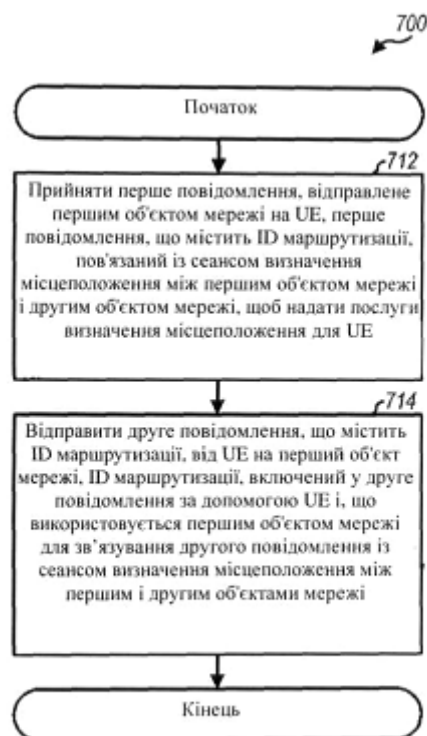 700
Початок
712
Прийняти перше повідомлення, відправлене
першим об'єктом мережі на UE, перше
повідомлення, що містить ID маршрутизації,
пов'язаний із сеансом визначення
місцеположення між першим об'єктом мережі
і другим об'єктом мережі, щоб надати послуги
визначення місцеположення для UE
714
Відправити друге повідомлення, що містить
ID маршрутизації, від UE на перший об'єкт
мережі, ID маршрутизації, включений у друге
повідомлення за допомогою UE і, що
використовується першим об'єктом мережі
для зв'язування другого повідомлення із
сеансом визначення місцеположення між
першим і другим об'єктами мережі
Кінець